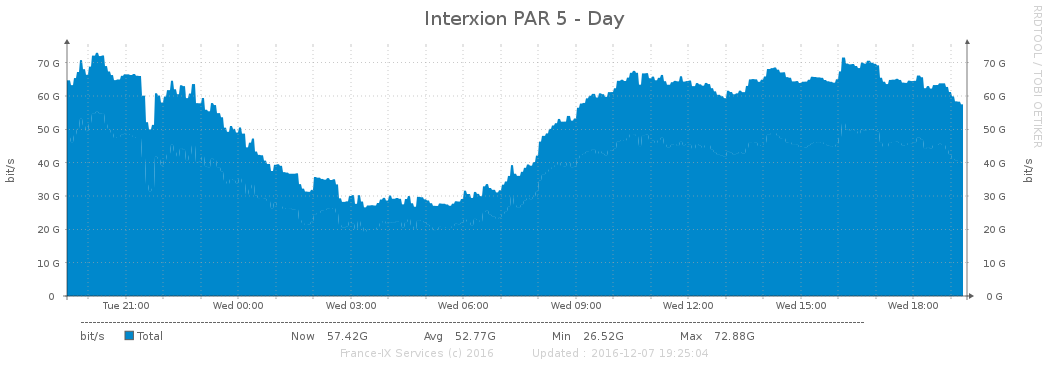 Interxion PAR 5 - Day
RRDTOOL / TOBI OETIKER
bit/s
70 G 70 G
60 G 60 G
50 G 50 G
40 G 40 G
30 G 30 G
20 G 20 G
10 G 10 G
0 0 G
bit/s
Tue 21:00 Wed 00:00 Wed 03:00 Wed 06:00 Wed 09:00 Wed 12:00 Wed 15:00 Wed 18:00
bit/s Total Now 57.42G Avg 52.77G Min 26.52G Max 72.88G
France-IX Services (c) 2016 Updated : 2016-12-07 19:25:04